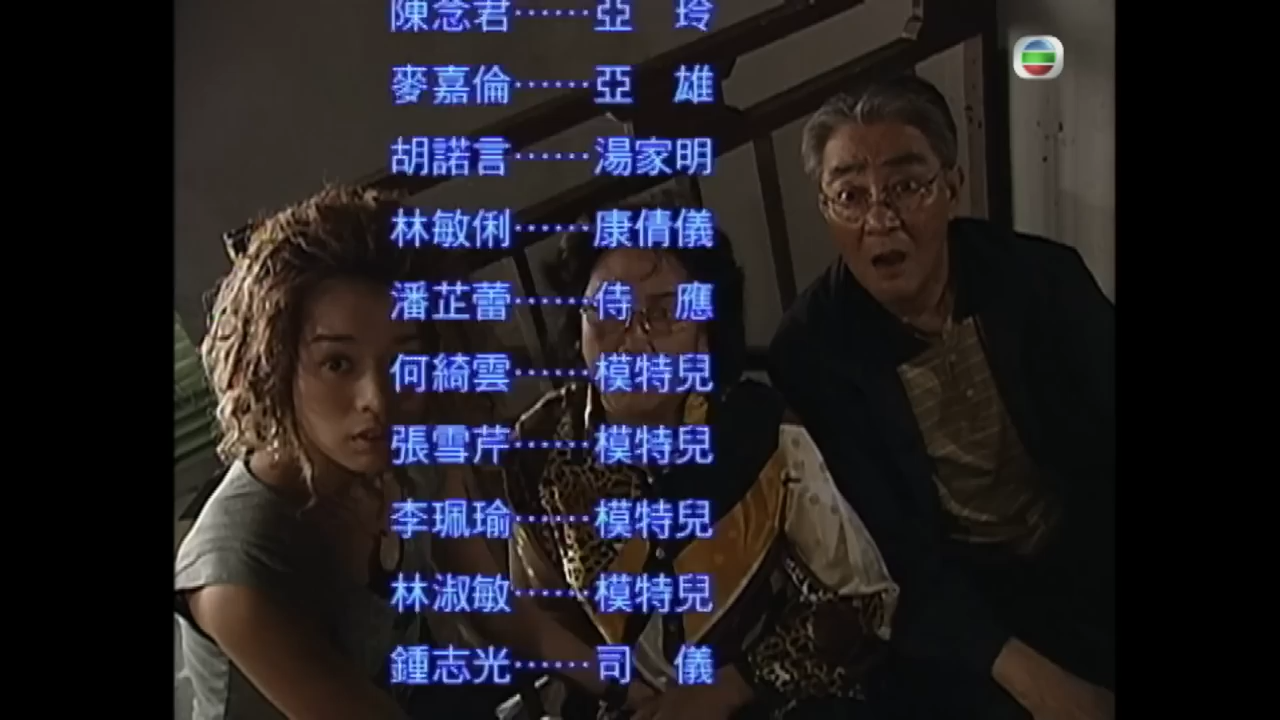 陳念君⋯⋯亞　玲
麥嘉倫⋯⋯亞　雄
胡諾言⋯⋯湯家明
林敏俐⋯⋯康倩儀
潘芷蕾⋯⋯侍　應
何綺雲⋯⋯模特兒
張雪芹⋯⋯模特兒
李珮瑜⋯⋯模特兒
林淑敏⋯⋯模特兒
鍾志光⋯⋯司　儀